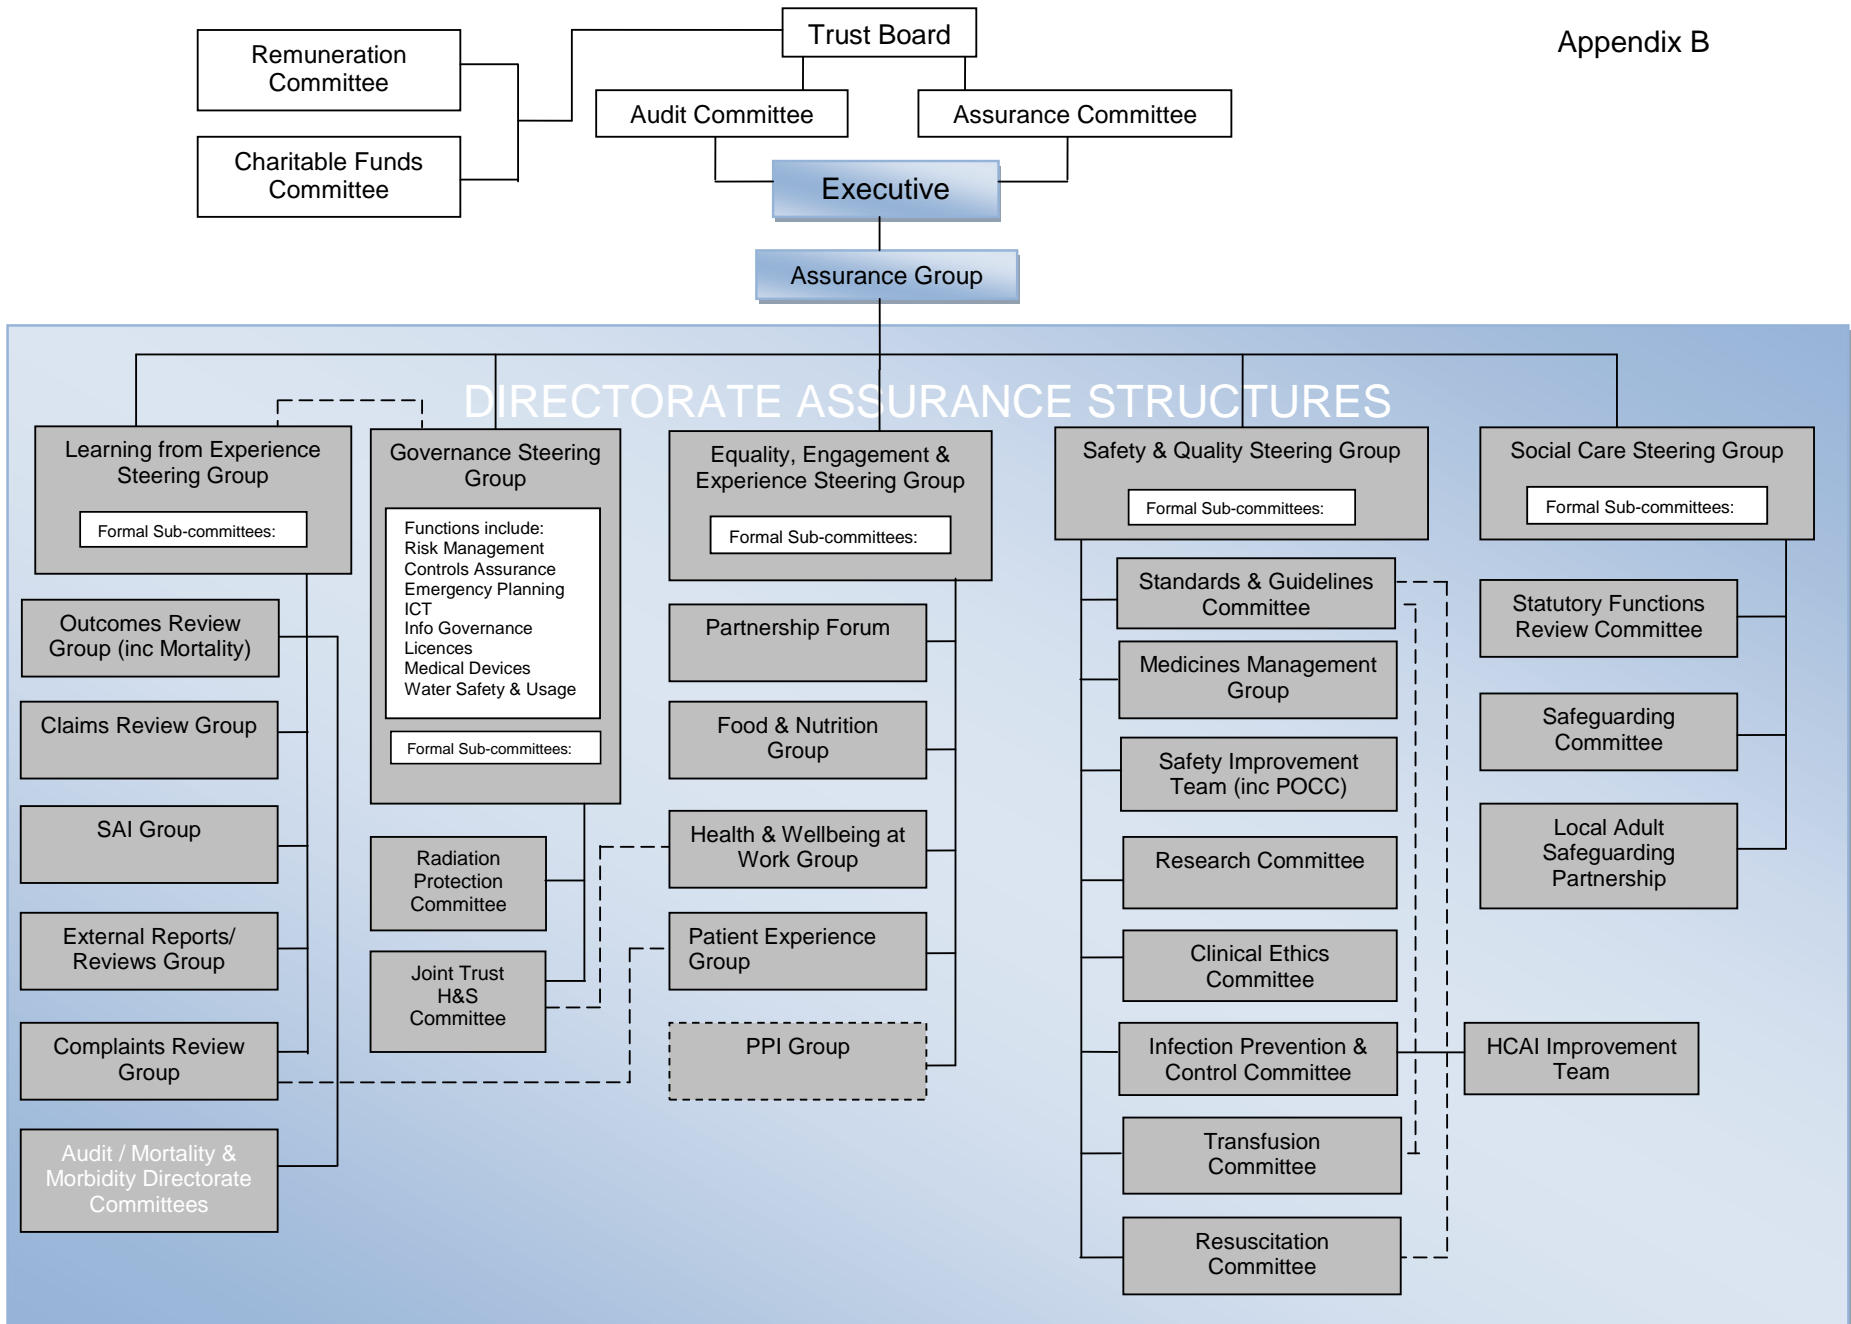 Appendix B
Trust Board
Remuneration
Committee
Charitable Funds
Committee
Audit Committee
Assurance Committee
Executive
Assurance Group
DIRECTORATE ASSURANCE STRUCTURES
Learning from Experience
Steering Group
Formal Sub-committees:
Outcomes Review
Group (inc Mortality)
Claims Review Group
SAI Group
External Reports/
Reviews Group
Complaints Review
Group
Audit / Mortality &
Morbidity Directorate
Committees
Governance Steering
Group
Functions include:
Risk Management
Controls Assurance
Emergency Planning
ICT
Info Governance
Licences
Medical Devices
Water Safety & Usage
Formal Sub-committees:
Radiation
Protection
Committee
Joint Trust
H&S
Committee
Equality, Engagement &
Experience Steering Group
Formal Sub-committees:
Partnership Forum
Food & Nutrition
Group
Health & Wellbeing at
Work Group
Patient Experience
Group
PPI Group
Safety & Quality Steering Group
Formal Sub-committees:
Standards & Guidelines
Committee
Medicines Management
Group
Safety Improvement
Team (inc POCC)
Research Committee
Clinical Ethics
Committee
Infection Prevention &
Control Committee
HCAI Improvement
Team
Transfusion
Committee
Resuscitation
Committee
Social Care Steering Group
Formal Sub-committees:
Statutory Functions
Review Committee
Safeguarding
Committee
Local Adult
Safeguarding
Partnership